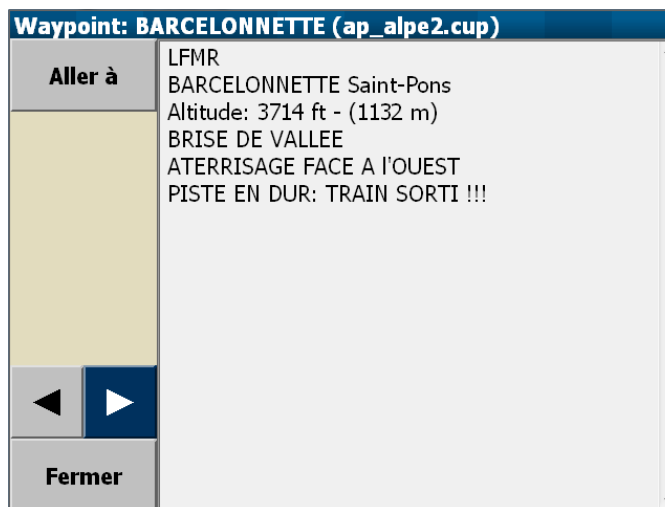 Waypoint: BARCELONNETTE (ap_alpe2.cup)
Aller à
LFMR
BARCELONNETTE Saint-Pons
Altitude: 3714 ft - (1132 m)
BRISE DE VALLEE
ATERRISAGE FACE A l'OUEST
PISTE EN DUR: TRAIN SORTI !!!
Fermer